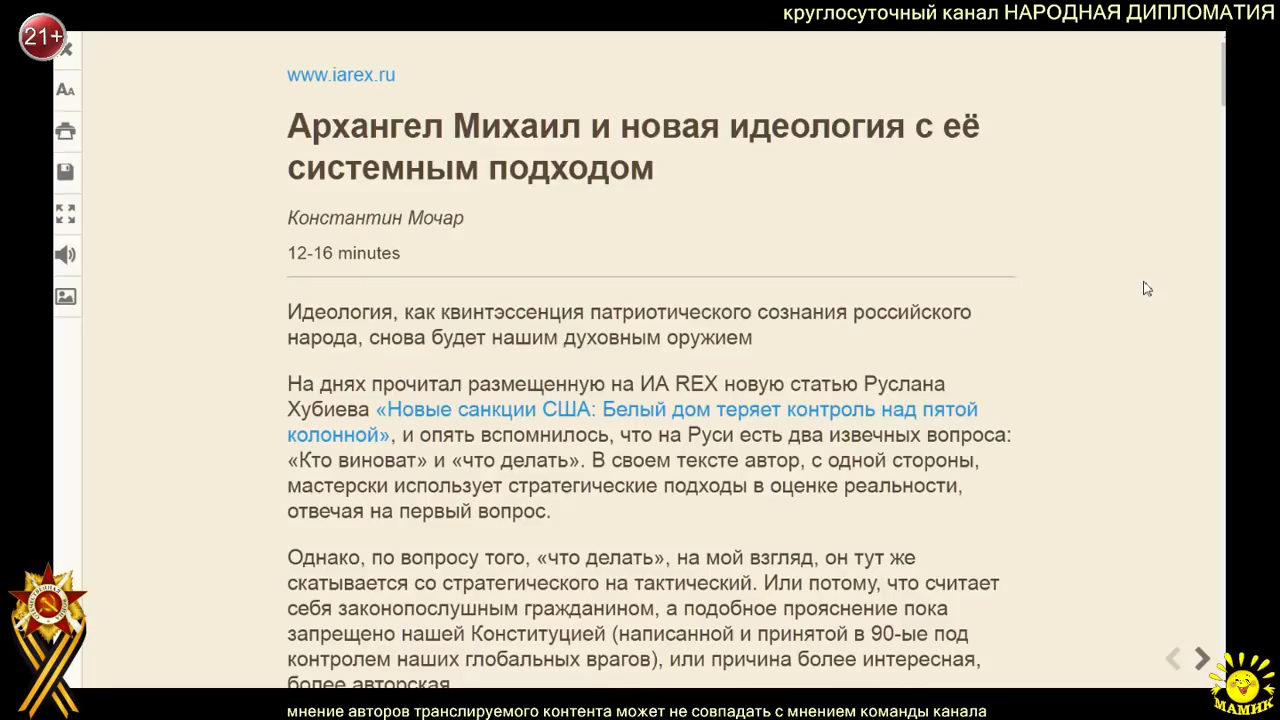 круглосуточный канал НАРОДНАЯ ДИПЛОМАТИЯ
21+
www.iarex.ru
Архангел Михаил и новая идеология с её
системным подходом
Константин Мочар
12-16 minutes
Идеология, как квинтэссенция патриотического сознания российского
народа, снова будет нашим духовным оружием
На днях прочитал размещенную на ИА REX новую статью Руслана
Хубиева «Новые санкции США: Белый дом теряет контроль над пятой
колонной», и опять вспомнилось, что на Руси есть два извечных вопроса:
«Кто виноват» и «что делать». В своем тексте автор, с одной стороны,
мастерски использует стратегические подходы в оценке реальности,
отвечая на первый вопрос.
Однако, по вопросу того, «что делать», на мой взгляд, он тут же
скатывается со стратегического на тактический. Или потому, что считает
себя законопослушным гражданином, а подобное прояснение пока
запрещено нашей Конституцией (написанной и принятой в 90-ые под
контролем наших глобальных врагов), или причина более интересная,
более авторская
МАМИК
мнение авторов транслируемого контента может не совпадать с мнением команды канала